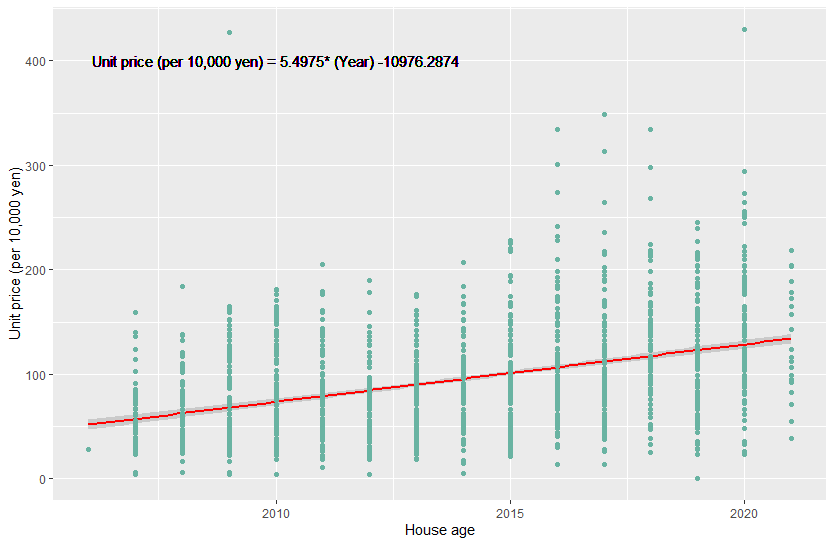 Unit price (per 10,000 yen) = 5.4975* (Year) -10976.2874
Unit price (per 10,000 yen)
400
300
200
100
0
2010 2015 2020
House age